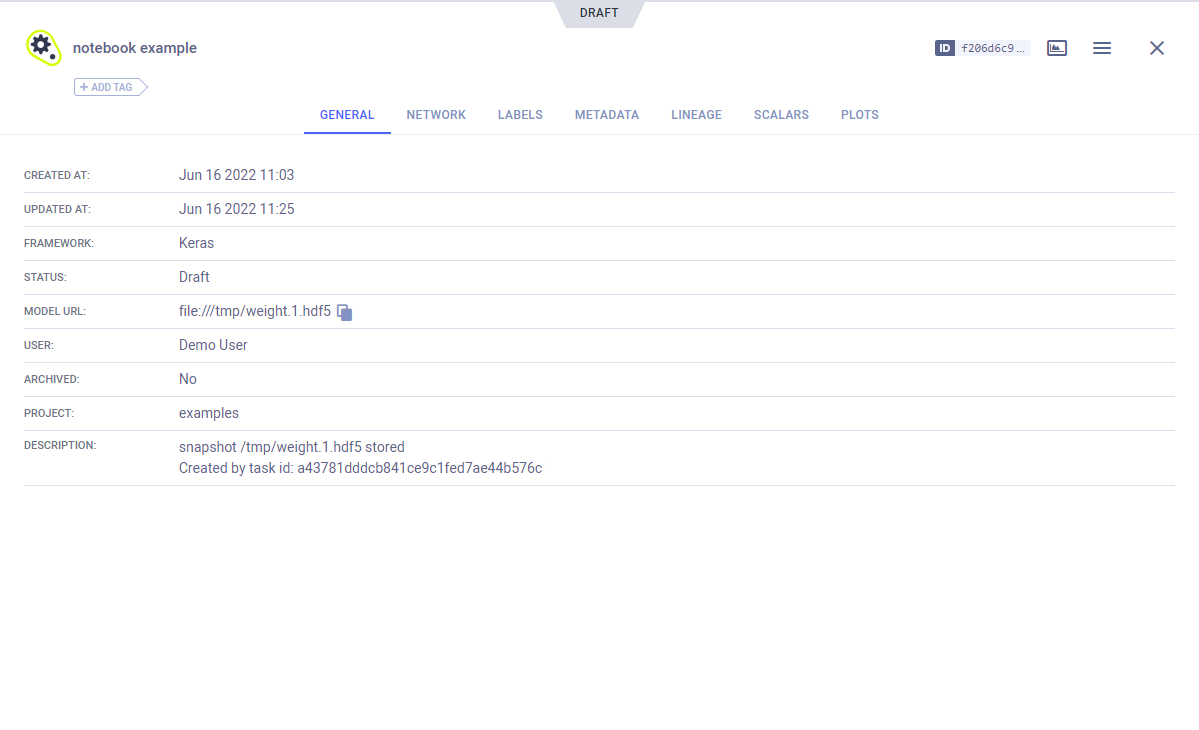 DRAFT
notebook example
ID f206d6c9...
+ ADD TAG
GENERAL NETWORK LABELS METADATA LINEAGE SCALARS PLOTS
CREATED AT: Jun 16 2022 11:03
UPDATED AT: Jun 16 2022 11:25
FRAMEWORK: Keras
STATUS: Draft
MODEL URL: file:///tmp/weight.1.hdf5
USER: Demo User
ARCHIVED: No
PROJECT: examples
DESCRIPTION: snapshot /tmp/weight.1.hdf5 stored
Created by task id: a43781dddcb841ce9c1fed7ae44b576c